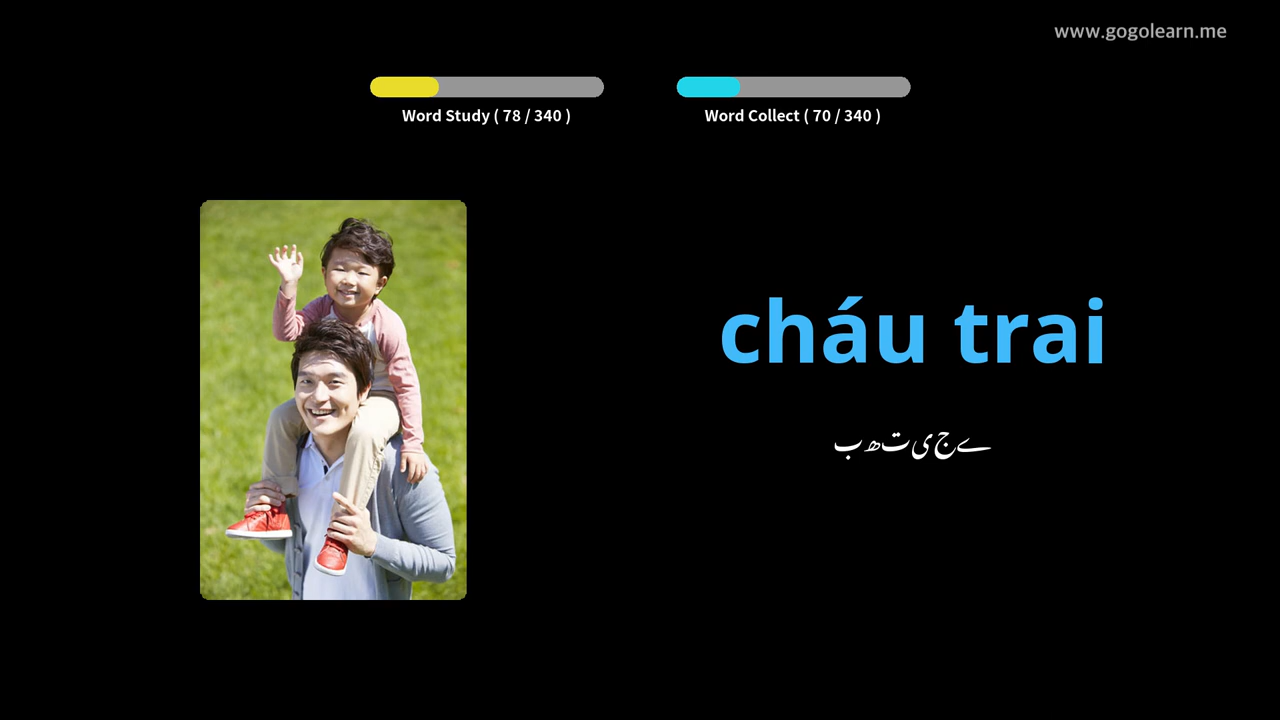 www.gogolearn.me
Word Study ( 78 / 340 )
Word Collect ( 70 / 340 )
cháu trai
بھتیجے